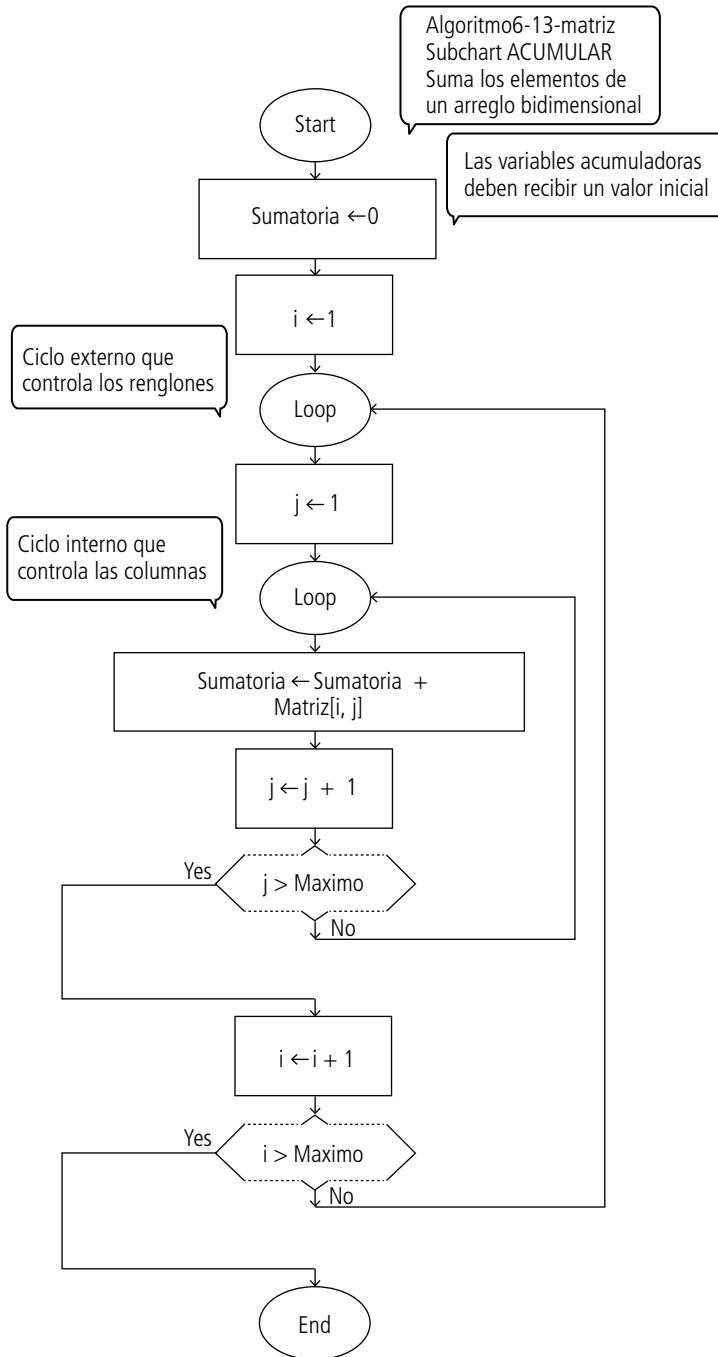 Algoritmo6-13-matriz
Subchart ACUMULAR
Suma los elementos de
un arreglo bidimensional
Start
Las variables acumuladoras
deben recibir un valor inicial
Sumatoria ←0
i ←1
Ciclo externo que
controla los renglones
Loop
j ← 1
Ciclo interno que
controla las columnas
Loop
Sumatoria ← Sumatoria +
Matriz[i, j]
j ← j + 1
Yes
j > Maximo
No
i ← i + 1
Yes
i > Maximo
No
End